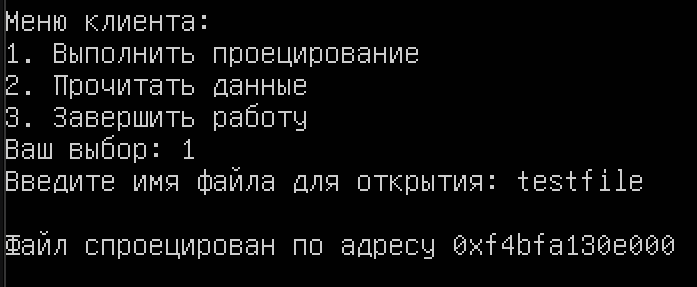 Меню клиента:
1. Выполнить проецирование
2. Прочитать данные
3. Завершить работу
Ваш выбор: 1
Введите имя файла для открытия: testfile
Файл спроецирован по адресу 0xf4bfa130e000